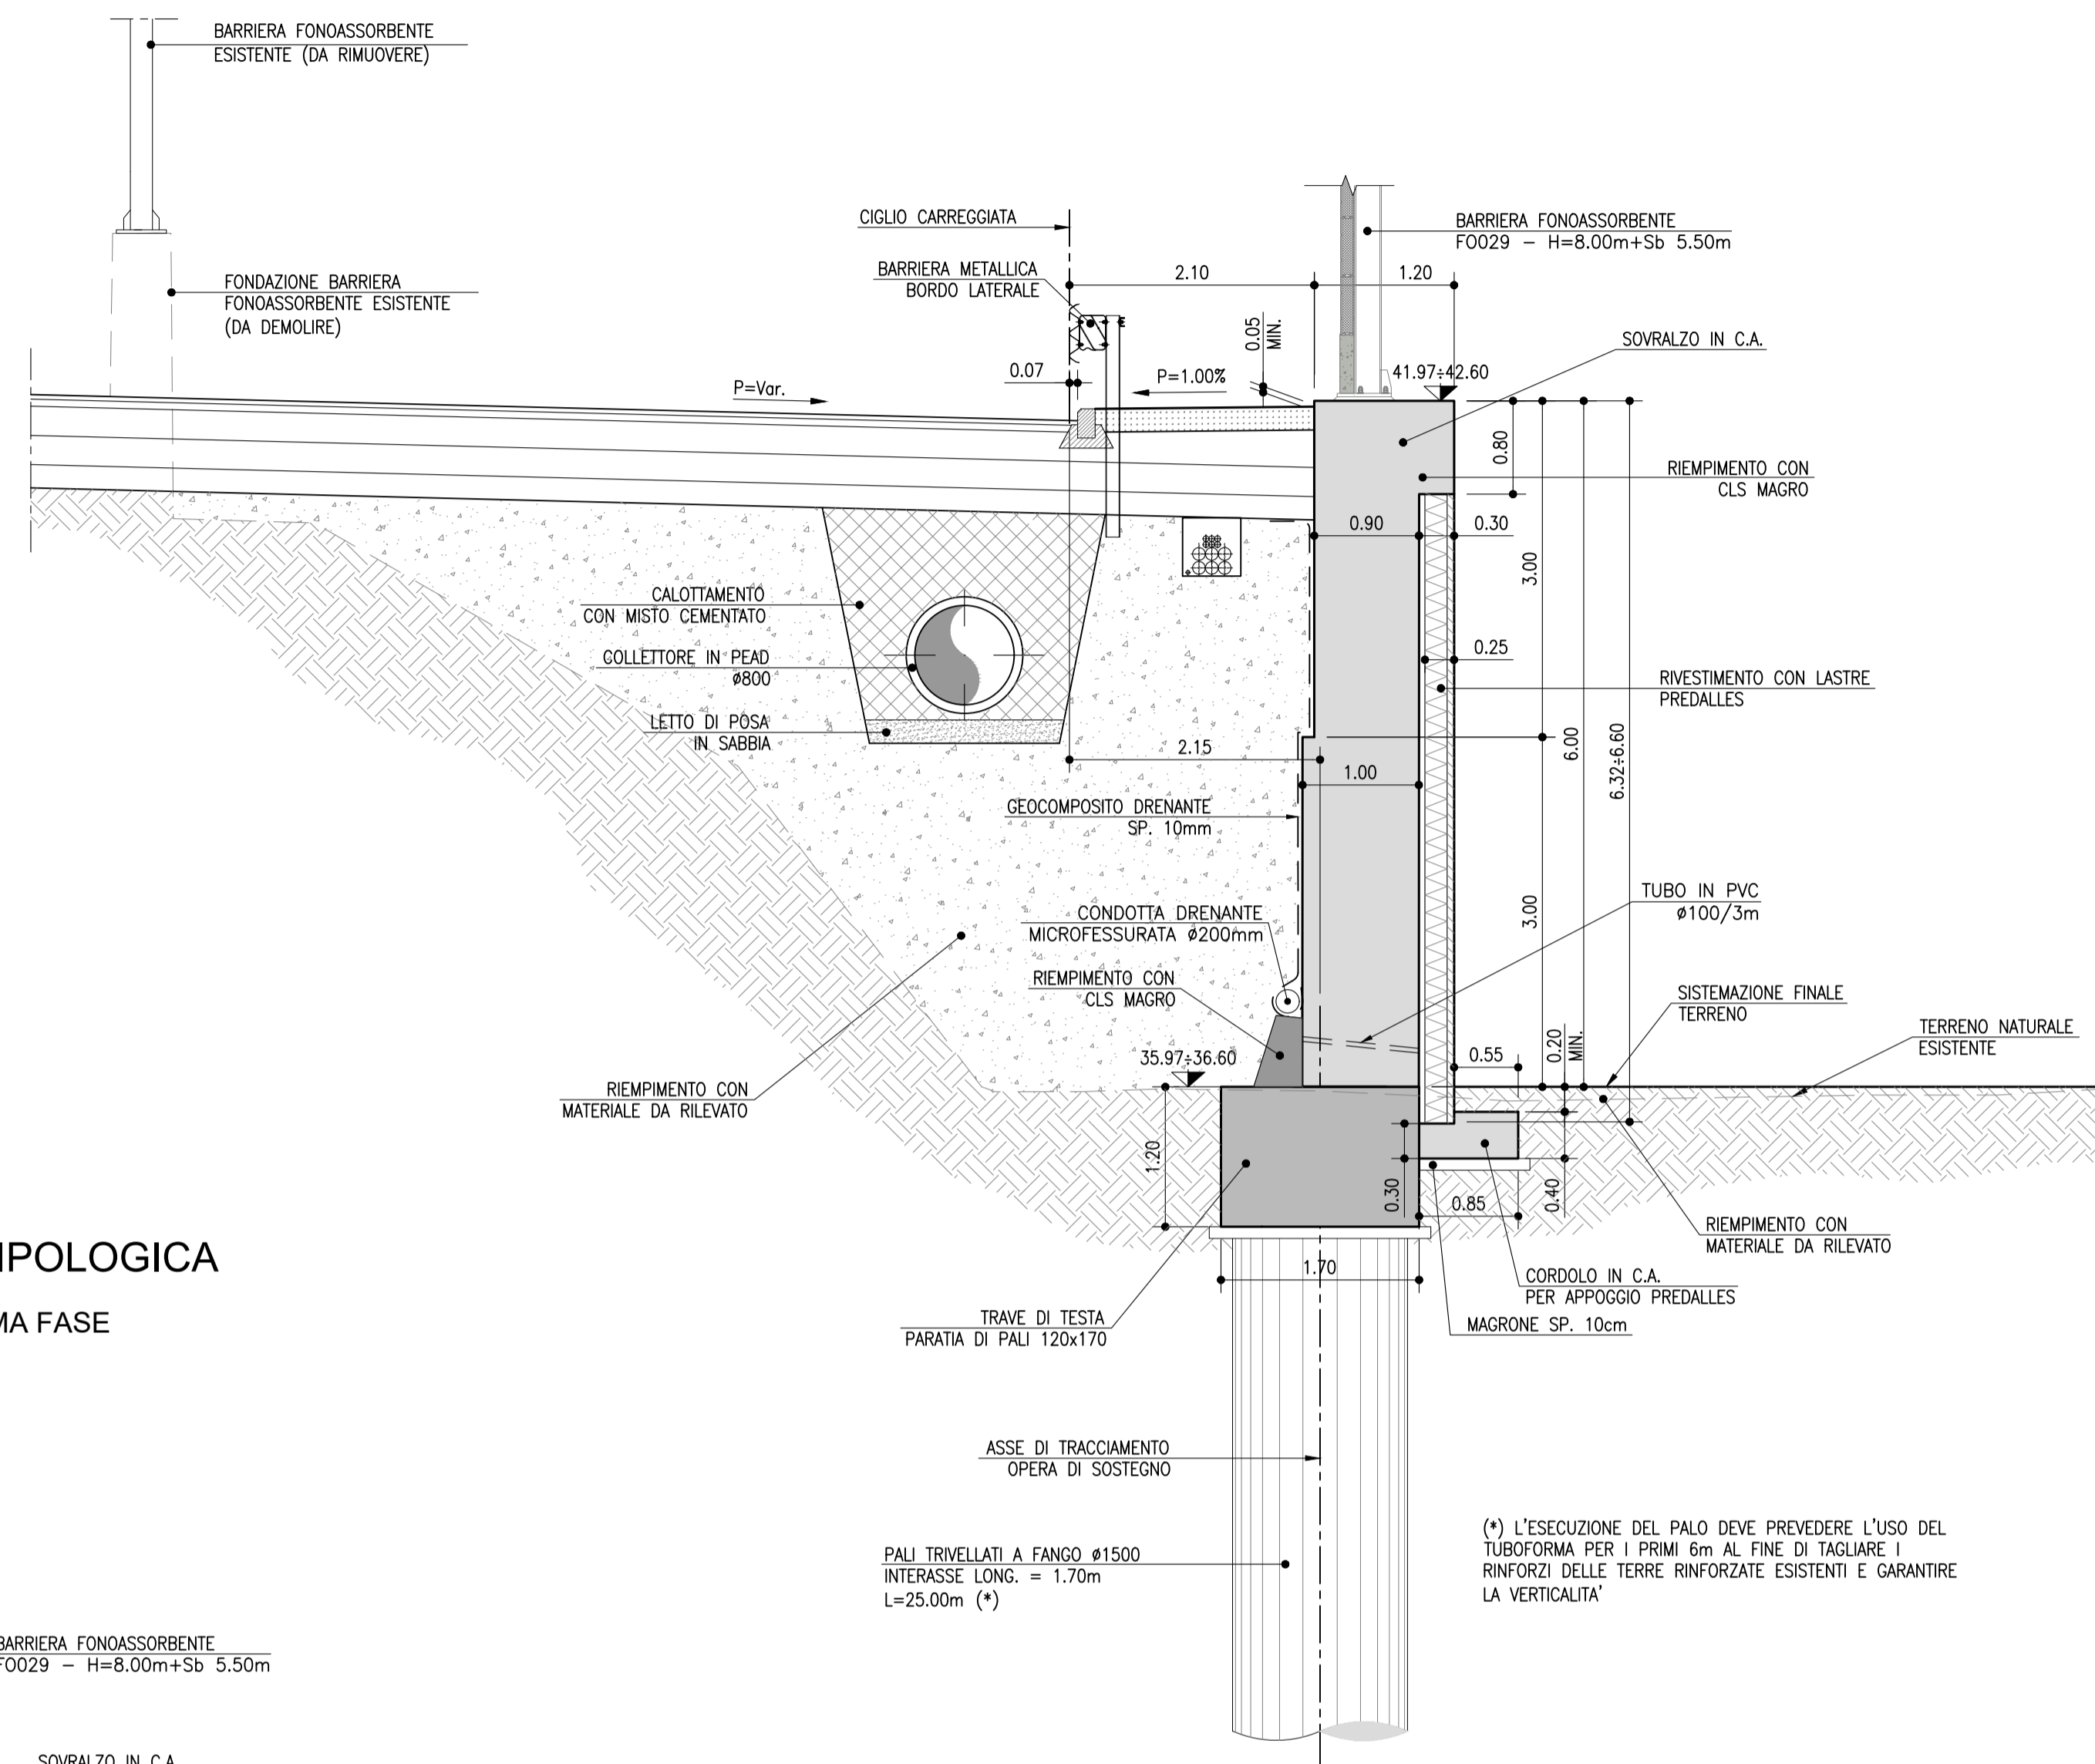 BARRIERA FONOASSORBENTE
ESISTENTE (DA RIMUOVERE)
FONDAZIONE BARRIERA
FONOASSORBENTE ESISTENTE
(DA DEMOLIRE)
CIGLIO CARREGGIATA
BARRIERA METALLICA
BORDO LATERALE
BARRIERA FONOASSORBENTE
FO029 – H=8.00m+Sb 5.50m
2.10
1.20
0.05
MIN.
SOVRALZO IN C.A.
0.07
P=Var.
P=1.00%
41.97÷42.60
0.80
RIEMPIMENTO CON
CLS MAGRO
0.90
0.30
3.00
CALOTTAMENTO
CON MISTO CEMENTATO
COLLETTORE IN PEAD
ø800
LETTO DI POSA
IN SABBIA
0.25
RIVESTIMENTO CON LASTRE
PREDALLES
2.15
1.00
6.00
6.32÷6.60
GEOCOMPOSITO DRENANTE
SP. 10mm
TUBO IN PVC
ø100/3m
3.00
CONDOTTA DRENANTE
MICROFESSURATA ø200mm
RIEMPIMENTO CON
CLS MAGRO
SISTEMAZIONE FINALE
TERRENO
TERRENO NATURALE
ESISTENTE
35.97÷36.60
0.55
0.20
MIN.
RIEMPIMENTO CON
MATERIALE DA RILEVATO
1.20
0.30
0.85
0.40
RIEMPIMENTO CON
MATERIALE DA RILEVATO
1.70
CORDOLO IN C.A.
PER APPOGGIO PREDALLES
MAGRONE SP. 10cm
TRAVE DI TESTA
PARATIA DI PALI 120x170
IPOLOGICA
MA FASE
ASSE DI TRACCIAMENTO
OPERA DI SOSTEGNO
PALI TRIVELLATI A FANGO ø1500
INTERASSE LONG. = 1.70m
L=25.00m (*)
(*) L'ESECUZIONE DEL PALO DEVE PREVEDERE L'USO DEL
TUBOFORMA PER I PRIMI 6m AL FINE DI TAGLIARE I
RINFORZI DELLE TERRE RINFORZATE ESISTENTI E GARANTIRE
LA VERTICALITA'
BARRIERA FONOASSORBENTE
FO029 – H=8.00m+Sb 5.50m
SOVRALZO IN C.A.